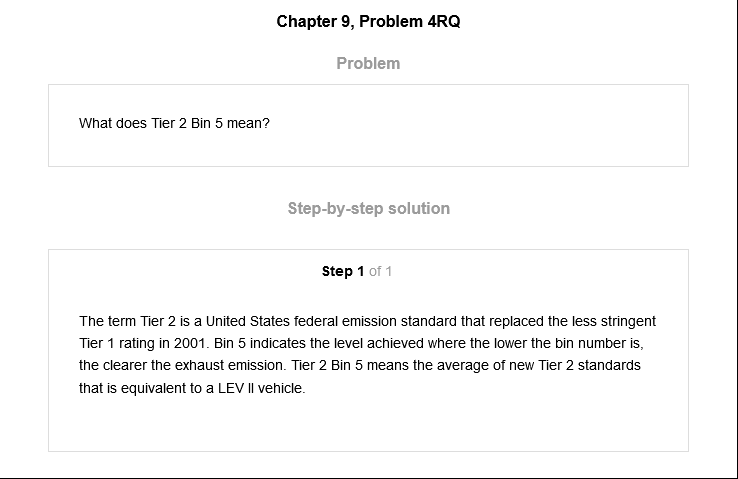 Chapter 9, Problem 4RQ
Problem
What does Tier 2 Bin 5 mean?
Step-by-step solution
Step 1 of 1
The term Tier 2 is a United States federal emission standard that replaced the less stringent
Tier 1 rating in 2001. Bin 5 indicates the level achieved where the lower the bin number is,
the clearer the exhaust emission. Tier 2 Bin 5 means the average of new Tier 2 standards
that is equivalent to a LEV II vehicle.